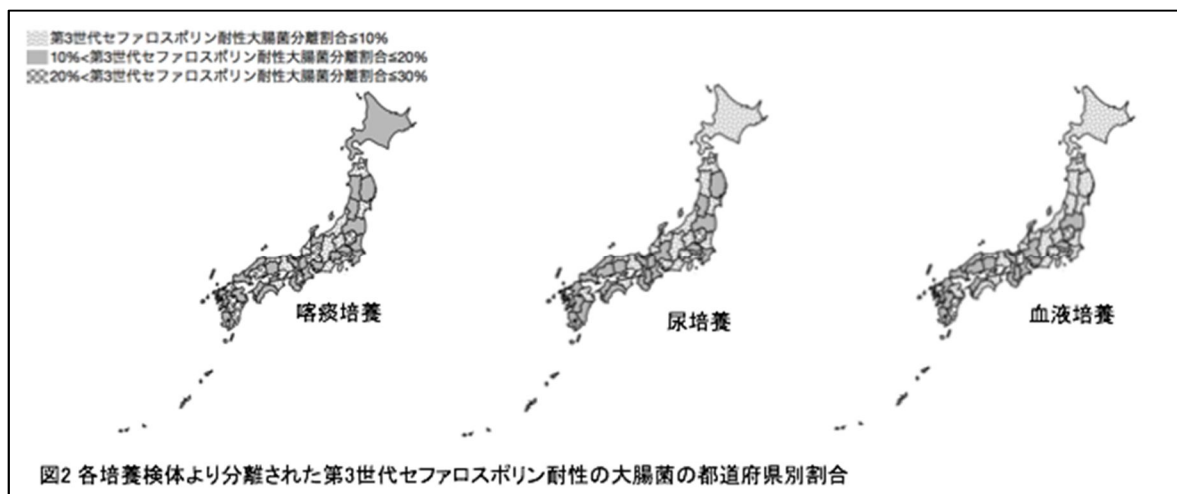 第3世代セファロスポリン耐性大腸菌分離割合≦10%
10%<第3世代セファロスポリン耐性大腸菌分離割合≦20%
20%<第3世代セファロスポリン耐性大腸菌分離割合≦30%
喀痰培養
尿培養
血液培養
図2 各培養検体より分離された第3世代セファロスポリン耐性の大腸菌の都道府県別割合